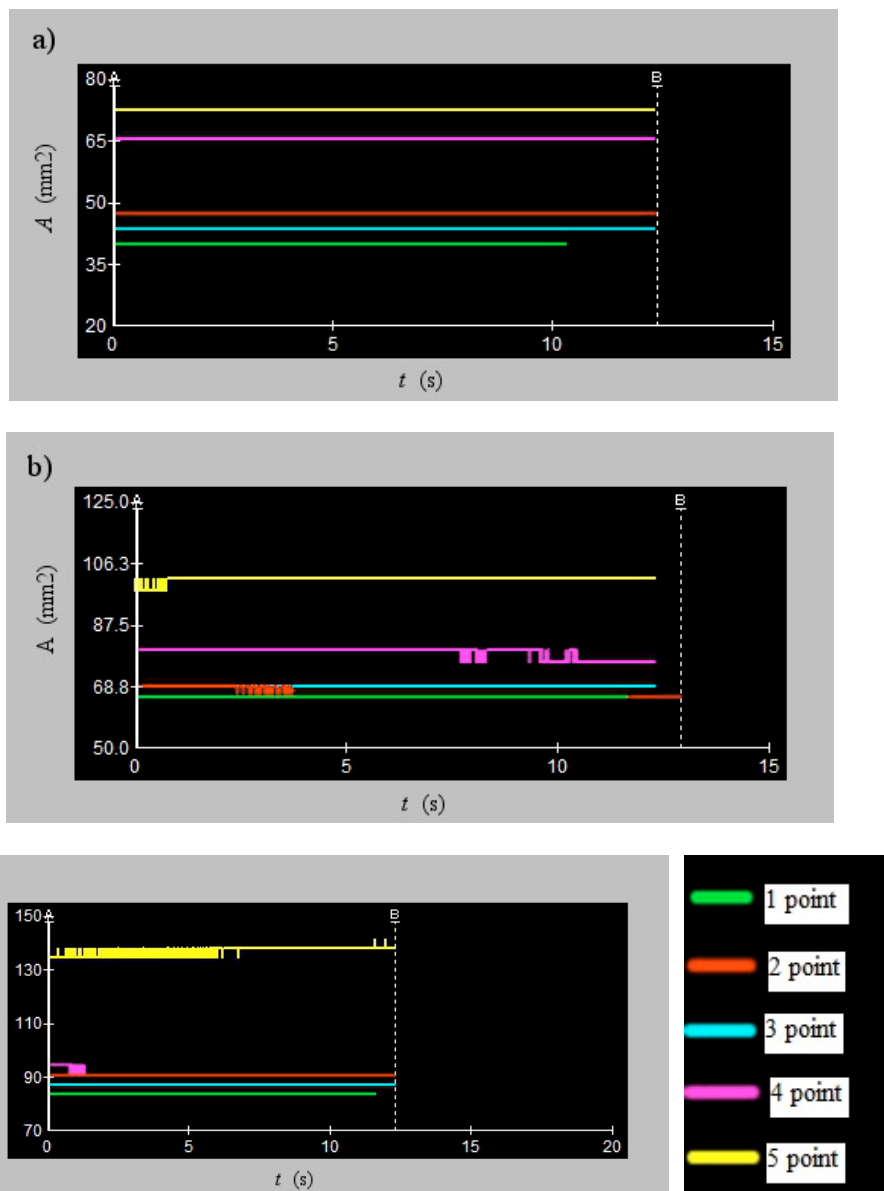 a)
A
B
80
65
50
35
20
0 5 10 15
A (mm2)
t (s)
b)
A
B
125.0
106.3
87.5
68.8
50.0
0 5 10 15
A (mm2)
t (s)
A
B
150
130
110
90
70
0 5 10 15 20
t (s)
1 point
2 point
3 point
4 point
5 point